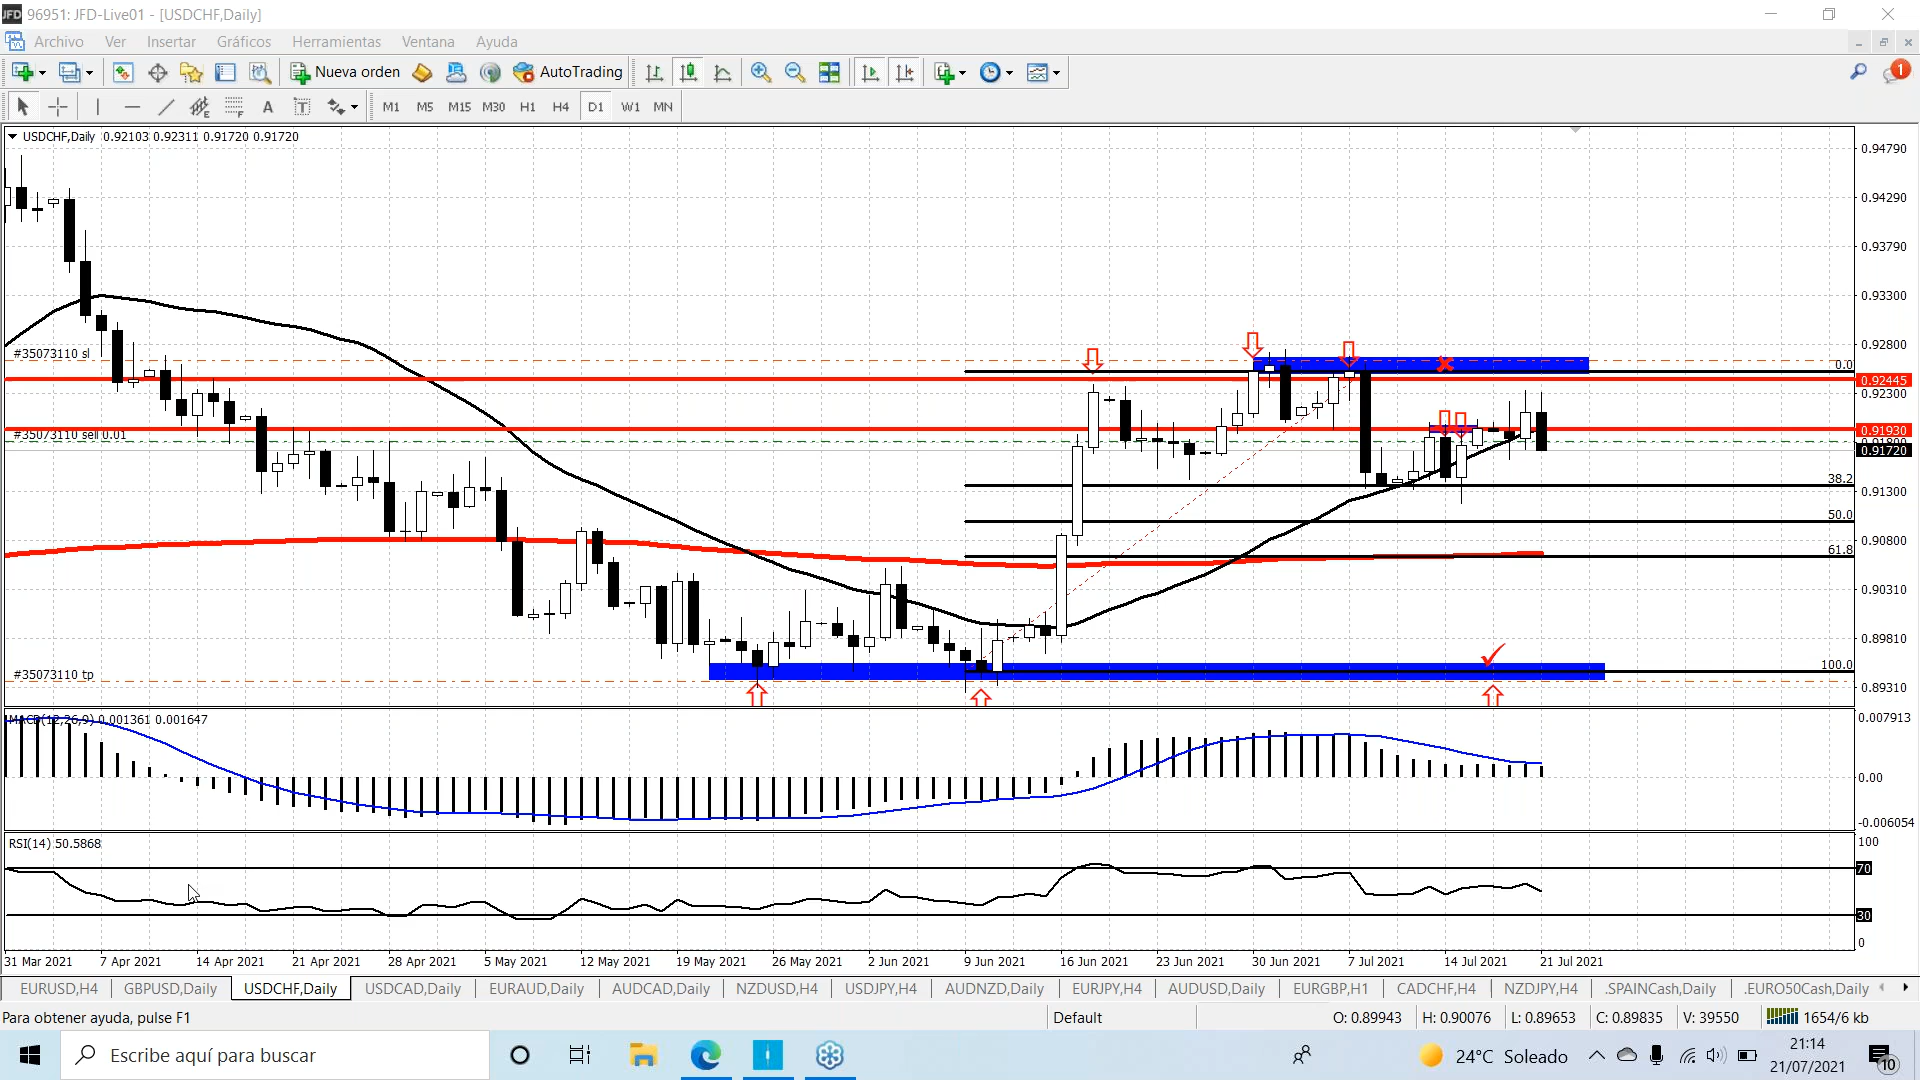 JFD 96951: JFD-Live01 - [USDCHF,Daily]
Archivo Ver Insertar Gráficos Herramientas Ventana Ayuda
Nueva orden AutoTrading 1
A T M1 M5 M15 M30 H1 H4 D1 W1 MN
USDCHF,Daily 0.92103 0.92311 0.91720 0.91720
0.94790
0.94290
0.93790
0.93300
0.92800
#35073110 sl
0.0
0.92445
0.92300
0.91930
#35073110 sell 0.01
0.91720
38.2
0.91300
50.0
0.90800
61.8
0.90310
0.89810
100.0
#35073110 tp
0.89310
MACD(12,26,9) 0.001361 0.001647
0.007913
0.00
-0.006054
RSI(14) 50.5868
100
70
30
0
31 Mar 2021 7 Apr 2021 14 Apr 2021 21 Apr 2021 28 Apr 2021 5 May 2021 12 May 2021 19 May 2021 26 May 2021 2 Jun 2021 9 Jun 2021 16 Jun 2021 23 Jun 2021 30 Jun 2021 7 Jul 2021 14 Jul 2021 21 Jul 2021
EURUSD,H4 GBPUSD,Daily USDCHF,Daily USDCAD,Daily EURAUD,Daily AUDCAD,Daily NZDUSD,H4 USDJPY,H4 AUDNZD,Daily EURJPY,H4 AUDUSD,Daily EURGBP,H1 CADCHF,H4 NZDJPY,H4 .SPAINCash,Daily .EURO50Cash,Daily
Para obtener ayuda, pulse F1 Default O: 0.89943 H: 0.90076 L: 0.89653 C: 0.89835 V: 39550 1654/6 kb
Escribe aquí para buscar 24°C Soleado 21:14
21/07/2021 10